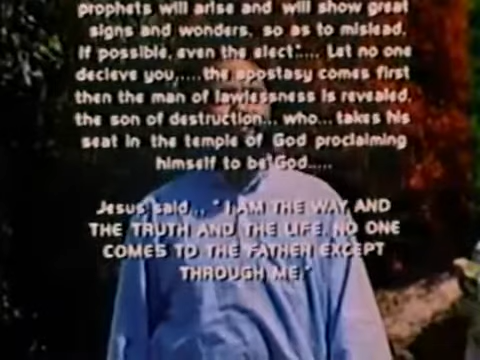 prophets will arise and will show great
signs and wonders, so as to mislead,
if possible, even the elect".... Let no one
decieve you,.....the apostasy comes first
then the man of lawlessness is revealed,
the son of destruction... who... takes his
seat in the temple of God proclaiming
himself to be God.....
Jesus said.. "I AM THE WAY AND
THE TRUTH AND THE LIFE, NO ONE
COMES TO THE FATHER EXCEPT
THROUGH ME."